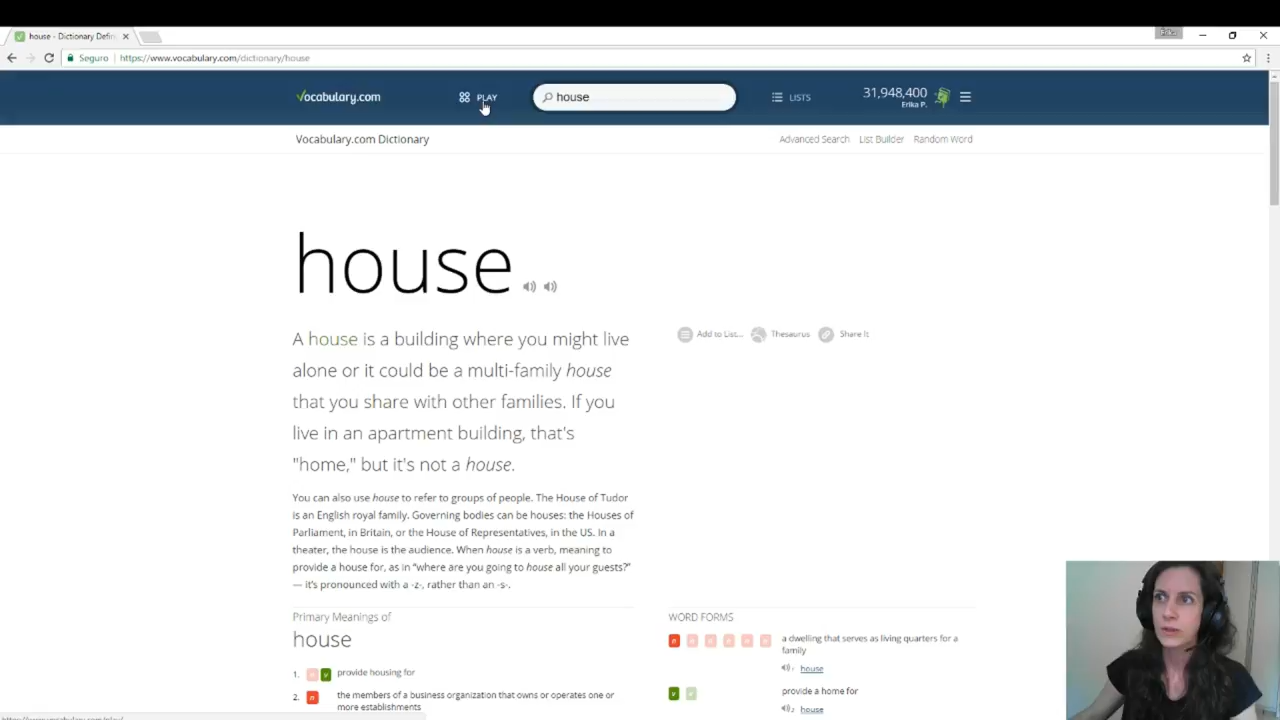 house - Dictionary Defin
Erika
Seguro
https://www.vocabulary.com/dictionary/house
Vocabulary.com
PLAY
house
LISTS
31,948,400
Erika P.
Vocabulary.com Dictionary
Advanced Search
List Builder
Random Word
house
A house is a building where you might live
alone or it could be a multi-family house
that you share with other families. If you
live in an apartment building, that's
"home," but it's not a house.
Add to List...
Thesaurus
Share It
You can also use house to refer to groups of people. The House of Tudor
is an English royal family. Governing bodies can be houses: the Houses of
Parliament, in Britain, or the House of Representatives, in the US. In a
theater, the house is the audience. When house is a verb, meaning to
provide a house for, as in “where are you going to house all your guests?”
— it's pronounced with a -z-, rather than an -s-.
Primary Meanings of
house
1. n v provide housing for
2. n the members of a business organization that owns or operates one or
more establishments
WORD FORMS
n n n n n n a dwelling that serves as living quarters for a
family
1 house
v v provide a home for
2 house